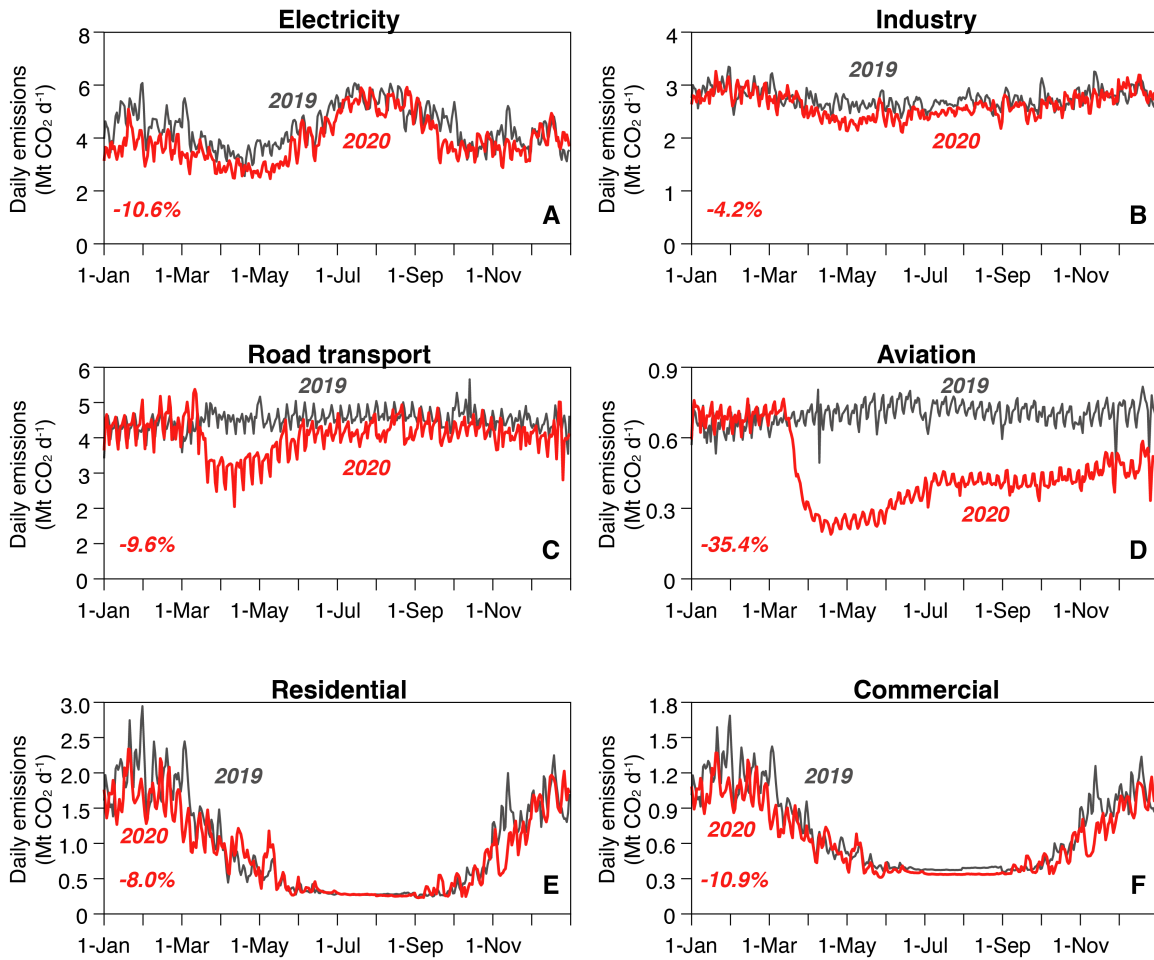 Electricity
Daily emissions
(Mt CO₂ d⁻¹)
8
6
4
2
0
2019
2020
-10.6%
A
1-Jan 1-Mar 1-May 1-Jul 1-Sep 1-Nov
Industry
Daily emissions
(Mt CO₂ d⁻¹)
4
3
2
1
0
2019
2020
-4.2%
B
1-Jan 1-Mar 1-May 1-Jul 1-Sep 1-Nov
Road transport
Daily emissions
(Mt CO₂ d⁻¹)
6
5
4
3
2
2
0
2019
2020
-9.6%
C
1-Jan 1-Mar 1-May 1-Jul 1-Sep 1-Nov
Aviation
Daily emissions
(Mt CO₂ d⁻¹)
0.9
0.6
0.3
0
2019
2020
-35.4%
D
1-Jan 1-Mar 1-May 1-Jul 1-Sep 1-Nov
Residential
Daily emissions
(Mt CO₂ d⁻¹)
3.0
2.5
2.0
1.5
1.0
0.5
0
2019
2020
-8.0%
E
1-Jan 1-Mar 1-May 1-Jul 1-Sep 1-Nov
Commercial
Daily emissions
(Mt CO₂ d⁻¹)
1.8
1.5
1.2
0.9
0.6
0.3
0
2019
2020
-10.9%
F
1-Jan 1-Mar 1-May 1-Jul 1-Sep 1-Nov